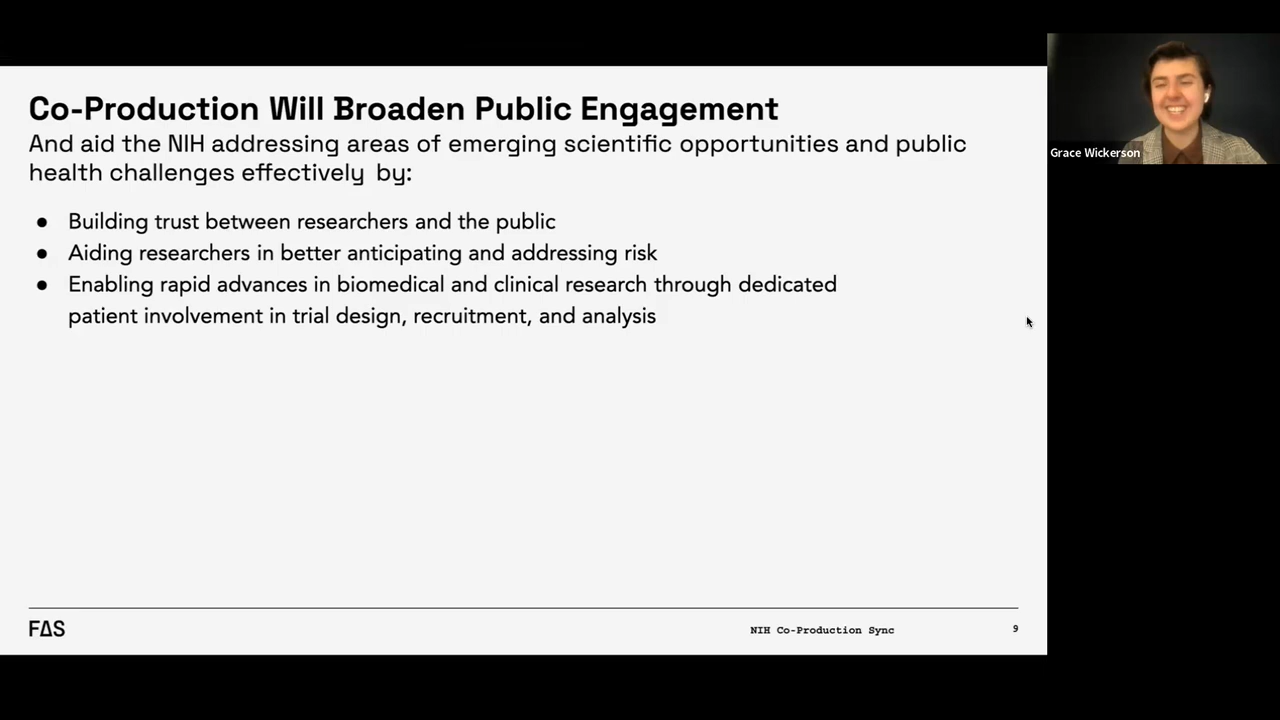 Co-Production Will Broaden Public Engagement
And aid the NIH addressing areas of emerging scientific opportunities and public
health challenges effectively by:
● Building trust between researchers and the public
● Aiding researchers in better anticipating and addressing risk
● Enabling rapid advances in biomedical and clinical research through dedicated
patient involvement in trial design, recruitment, and analysis
FAS
NIH Co-Production Sync
9
Grace Wickerson